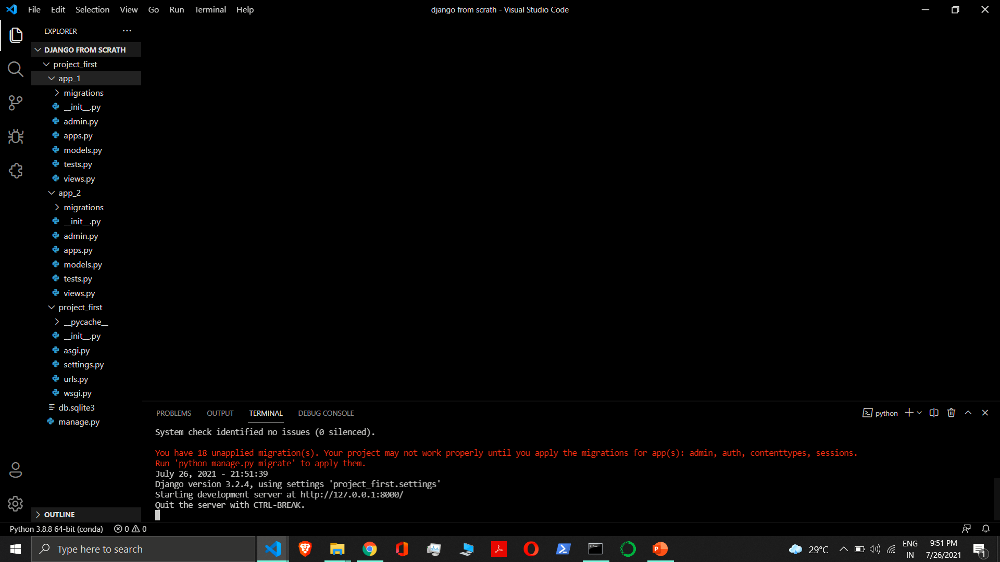 File Edit Selection View Go Run Terminal Help
django from scrath - Visual Studio Code
EXPLORER
DJANGO FROM SCRATH
project_first
app_1
migrations
__init__.py
admin.py
apps.py
models.py
tests.py
views.py
app_2
migrations
__init__.py
admin.py
apps.py
models.py
tests.py
views.py
project_first
__pycache__
__init__.py
asgi.py
settings.py
urls.py
wsgi.py
db.sqlite3
manage.py
OUTLINE
PROBLEMS OUTPUT TERMINAL DEBUG CONSOLE
python
System check identified no issues (0 silenced).
You have 18 unapplied migration(s). Your project may not work properly until you apply the migrations for app(s): admin, auth, contenttypes, sessions.
Run 'python manage.py migrate' to apply them.
July 26, 2021 - 21:51:39
Django version 3.2.4, using settings 'project_first.settings'
Starting development server at http://127.0.0.1:8000/
Quit the server with CTRL-BREAK.
Python 3.8.8 64-bit (conda) 0 0
Type here to search
29°C
ENG
IN
9:51 PM
7/26/2021
1